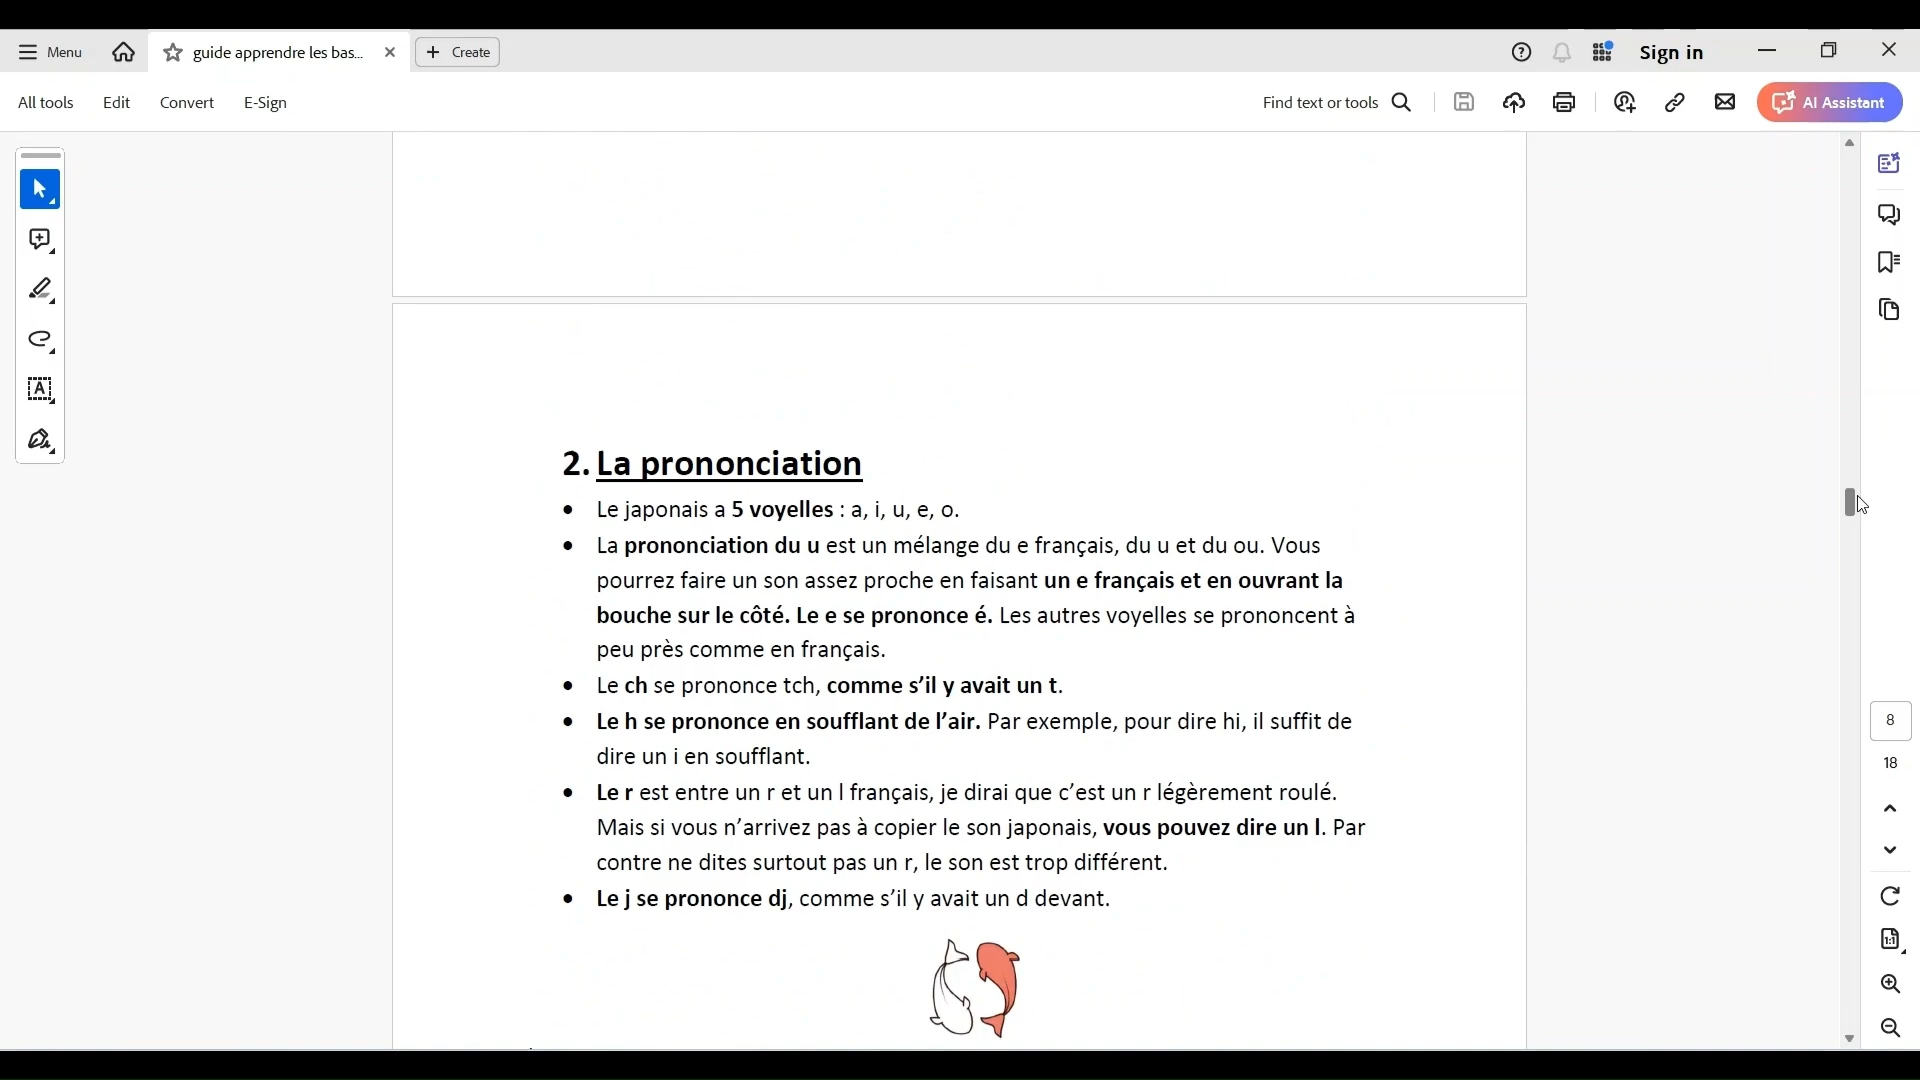 Menu
guide apprendre les bas...
Create
Sign in
All tools
Edit
Convert
E-Sign
Find text or tools
AI Assistant
2. La prononciation
• Le japonais a 5 voyelles : a, i, u, e, o.
• La prononciation du u est un mélange du e français, du u et du ou. Vous
pourrez faire un son assez proche en faisant un e français et en ouvrant la
bouche sur le côté. Le e se prononce é. Les autres voyelles se prononcent à
peu près comme en français.
• Le ch se prononce tch, comme s’il y avait un t.
• Le h se prononce en soufflant de l’air. Par exemple, pour dire hi, il suffit de
dire un i en soufflant.
• Le r est entre un r et un l français, je dirai que c’est un r légèrement roulé.
Mais si vous n’arrivez pas à copier le son japonais, vous pouvez dire un l. Par
contre ne dites surtout pas un r, le son est trop différent.
• Le j se prononce dj, comme s’il y avait un d devant.
8
18